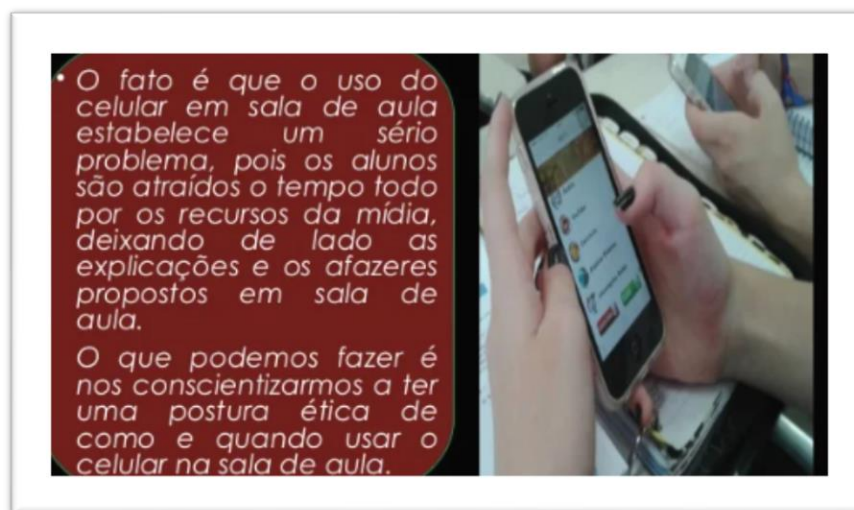 • O fato é que o uso do
celular em sala de aula
estabelece um sério
problema, pois os alunos
são atraídos o tempo todo
por os recursos da mídia,
deixando de lado as
explicações e os afazeres
propostos em sala de
aula.
O que podemos fazer é
nos conscientizarmos a ter
uma postura ética de
como e quando usar o
celular na sala de aula.